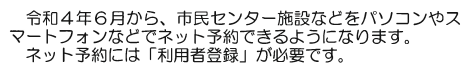 令和４年６月から、市民センター施設などをパソコンやス
マートフォンなどでネット予約できるようになります。
　ネット予約には「利用者登録」が必要です。